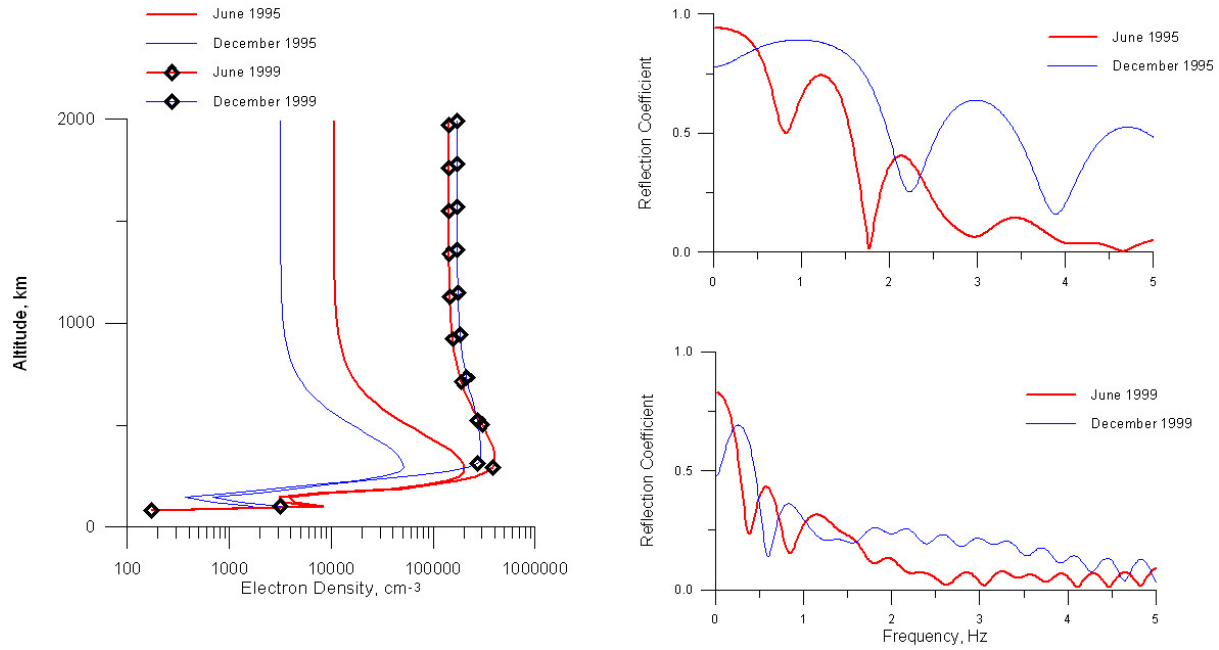 June 1995
December 1995
June 1999
December 1999
Altitude, km
2000
1000
0
100
1000
10000
100000
1000000
Electron Density, cm-3
Reflection Coefficient
1.0
0.5
0.0
0
1
2
3
4
5
June 1995
December 1995
Reflection Coefficient
1.0
0.5
0.0
0
1
2
3
4
5
June 1999
December 1999
Frequency, Hz